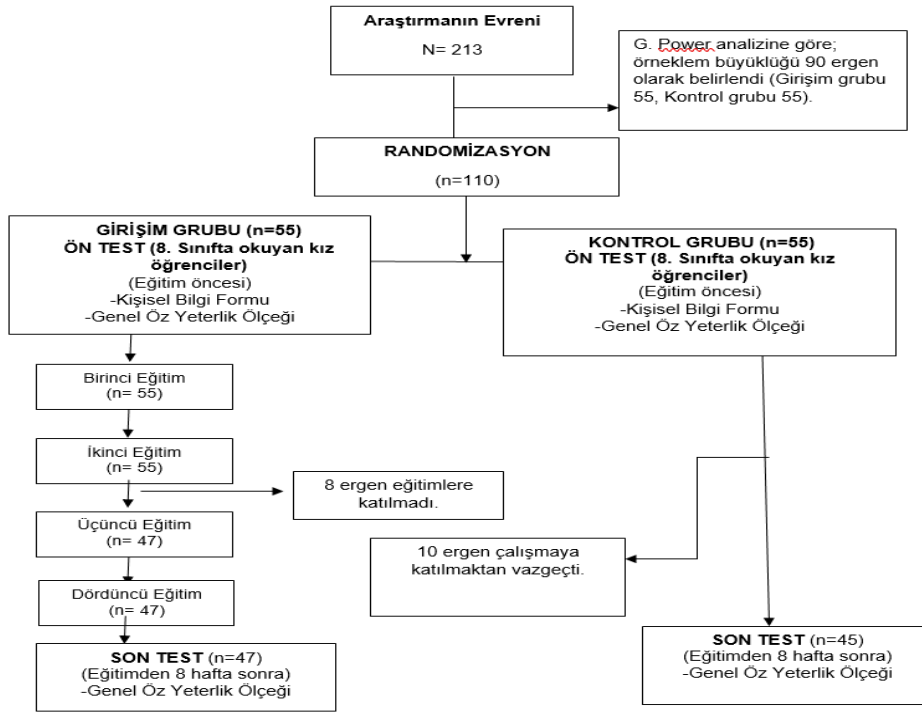 Araştırmanın Evreni
N= 213
G. Power analizine göre;
örneklem büyüklüğü 90 ergen
olarak belirlendi (Girişim grubu
55, Kontrol grubu 55).
RANDOMİZASYON
(n=110)
GİRİŞİM GRUBU (n=55)
ÖN TEST (8. Sınıfta okuyan kız
öğrenciler)
(Eğitim öncesi)
-Kişisel Bilgi Formu
-Genel Öz Yeterlik Ölçeği
KONTROL GRUBU (n=55)
ÖN TEST (8. Sınıfta okuyan kız
öğrenciler)
(Eğitim öncesi)
-Kişisel Bilgi Formu
-Genel Öz Yeterlik Ölçeği
Birinci Eğitim
(n= 55)
İkinci Eğitim
(n= 55)
8 ergen eğitimlere
katılmadı.
Üçüncü Eğitim
(n= 47)
10 ergen çalışmaya
katılmaktan vazgeçti.
Dördüncü Eğitim
(n= 47)
SON TEST (n=47)
(Eğitimden 8 hafta sonra)
-Genel Öz Yeterlik Ölçeği
SON TEST (n=45)
(Eğitimden 8 hafta sonra)
-Genel Öz Yeterlik Ölçeği